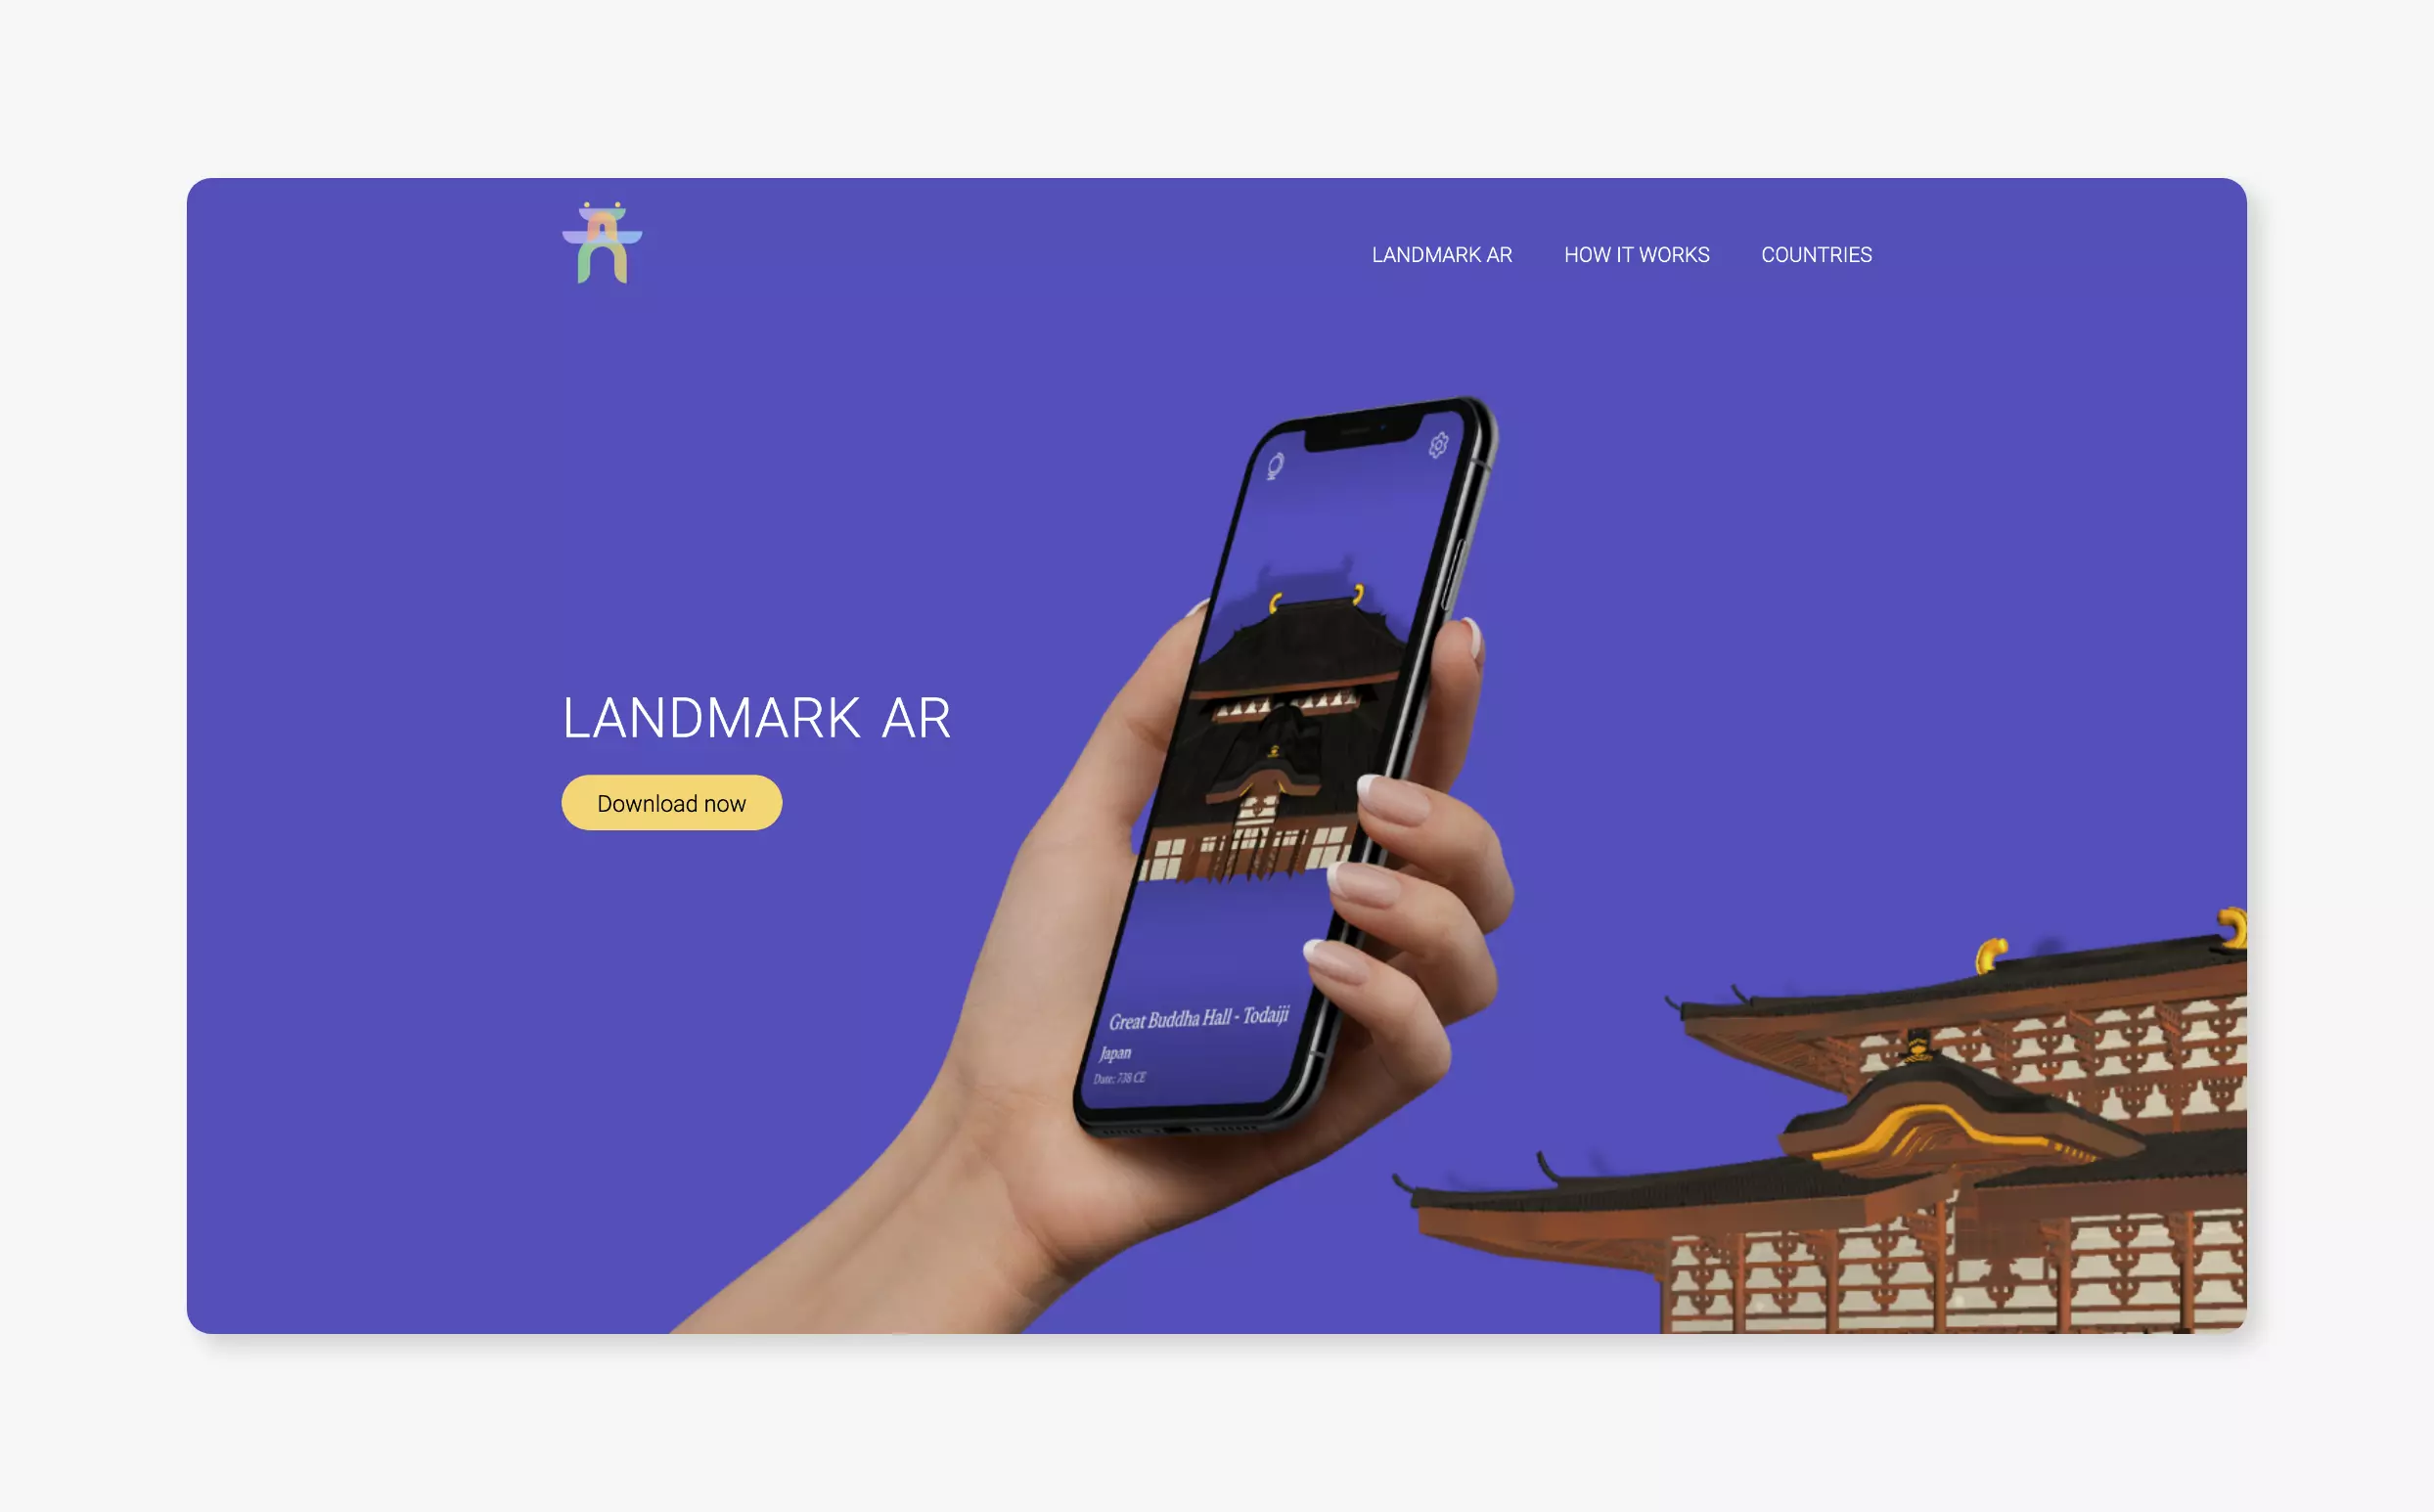 LANDMARK AR
HOW IT WORKS
COUNTRIES
LANDMARK AR
Download now
Great Buddha Hall - Todaiji
Japan
Date: 738 CE